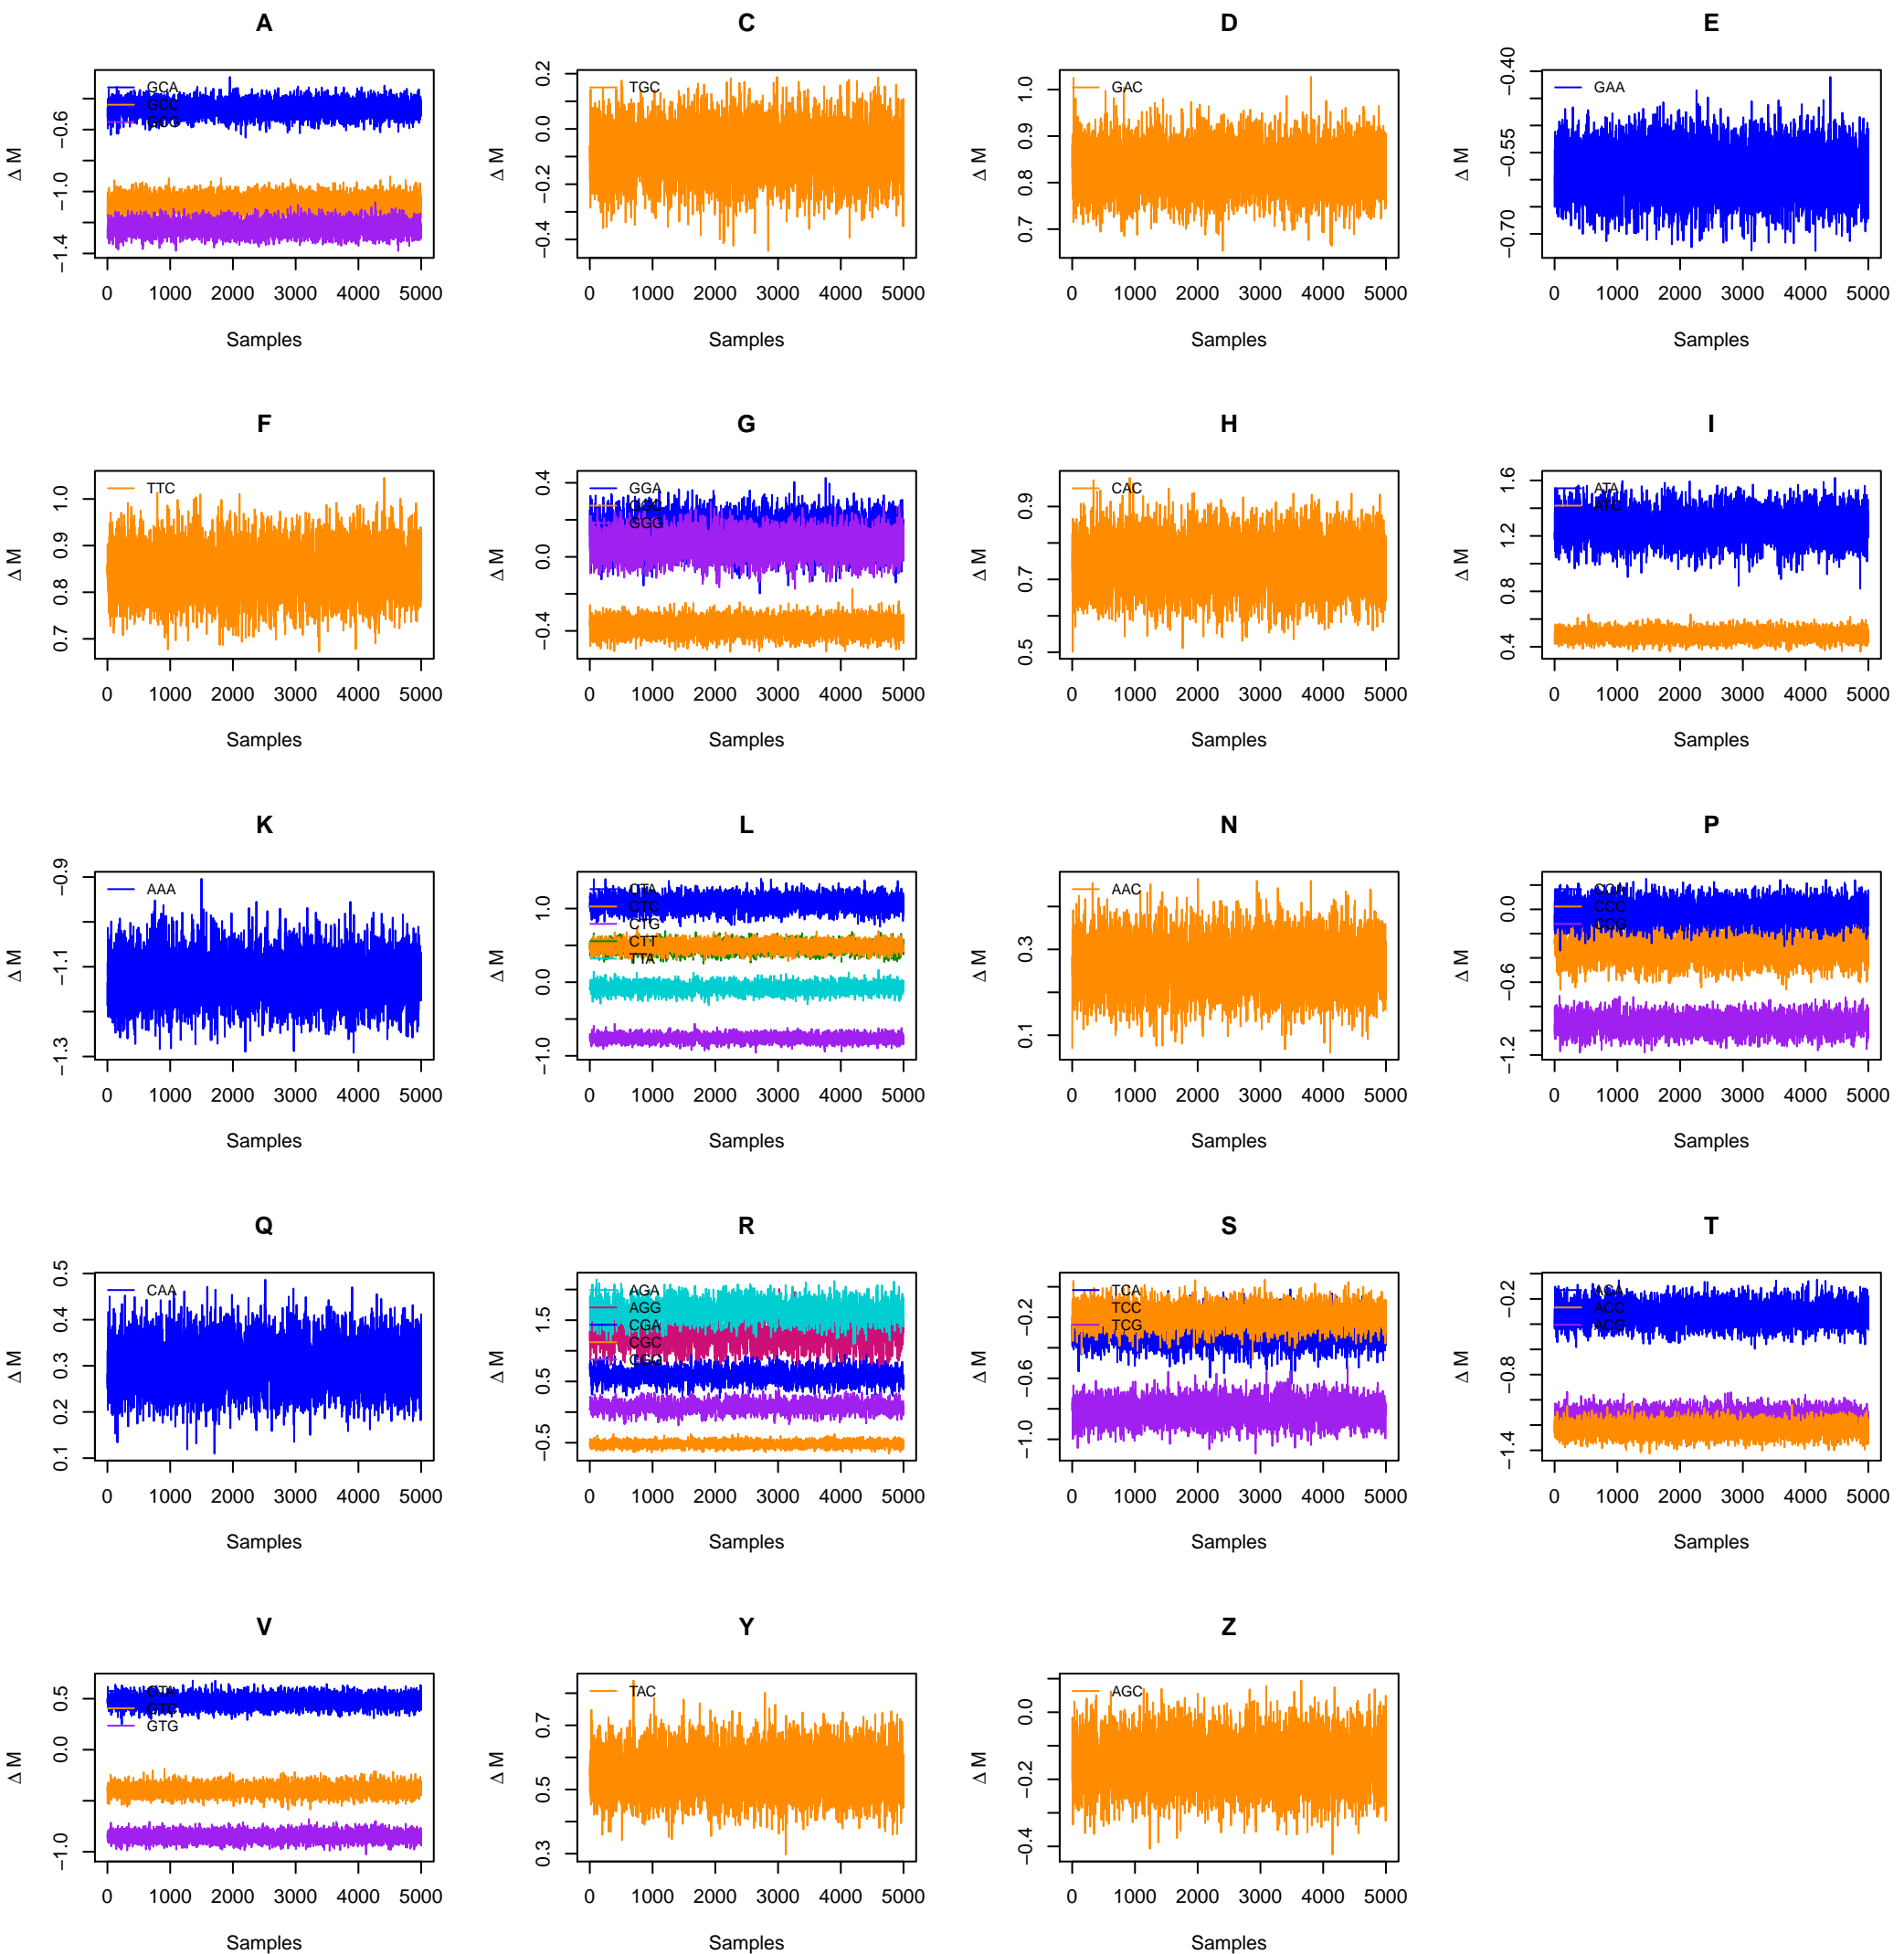 A
C
D
E
GCA
GCC
GCG
−0.6
−1.0
−1.4
Δ M
0 1000 2000 3000 4000 5000
Samples
TGC
0.2
0.0
−0.2
−0.4
Δ M
0 1000 2000 3000 4000 5000
Samples
GAC
1.0
0.9
0.8
0.7
Δ M
0 1000 2000 3000 4000 5000
Samples
GAA
−0.40
−0.55
−0.70
Δ M
0 1000 2000 3000 4000 5000
Samples
F
G
H
I
TTC
1.0
0.9
0.8
0.7
Δ M
0 1000 2000 3000 4000 5000
Samples
GGA
GGC
GGG
0.4
0.0
−0.4
Δ M
0 1000 2000 3000 4000 5000
Samples
CAC
0.9
0.7
0.5
Δ M
0 1000 2000 3000 4000 5000
Samples
ATA
ATC
1.6
1.2
0.8
0.4
Δ M
0 1000 2000 3000 4000 5000
Samples
K
L
N
P
AAA
−0.9
−1.1
−1.3
Δ M
0 1000 2000 3000 4000 5000
Samples
CTA
CTC
CTG
CTT
TTA
1.0
0.0
−1.0
Δ M
0 1000 2000 3000 4000 5000
Samples
AAC
0.3
0.1
Δ M
0 1000 2000 3000 4000 5000
Samples
CCA
CCC
CCG
0.0
−0.6
−1.2
Δ M
0 1000 2000 3000 4000 5000
Samples
Q
R
S
T
CAA
0.5
0.4
0.3
0.2
0.1
Δ M
0 1000 2000 3000 4000 5000
Samples
AGA
AGG
CGA
CGC
CGG
1.5
0.5
−0.5
Δ M
0 1000 2000 3000 4000 5000
Samples
TCA
TCC
TCG
−0.2
−0.6
−1.0
Δ M
0 1000 2000 3000 4000 5000
Samples
ACA
ACC
ACG
−0.2
−0.8
−1.4
Δ M
0 1000 2000 3000 4000 5000
Samples
V
Y
Z
GTA
GTC
GTG
0.5
0.0
−1.0
Δ M
0 1000 2000 3000 4000 5000
Samples
TAC
0.7
0.5
0.3
Δ M
0 1000 2000 3000 4000 5000
Samples
AGC
0.0
−0.2
−0.4
Δ M
0 1000 2000 3000 4000 5000
Samples